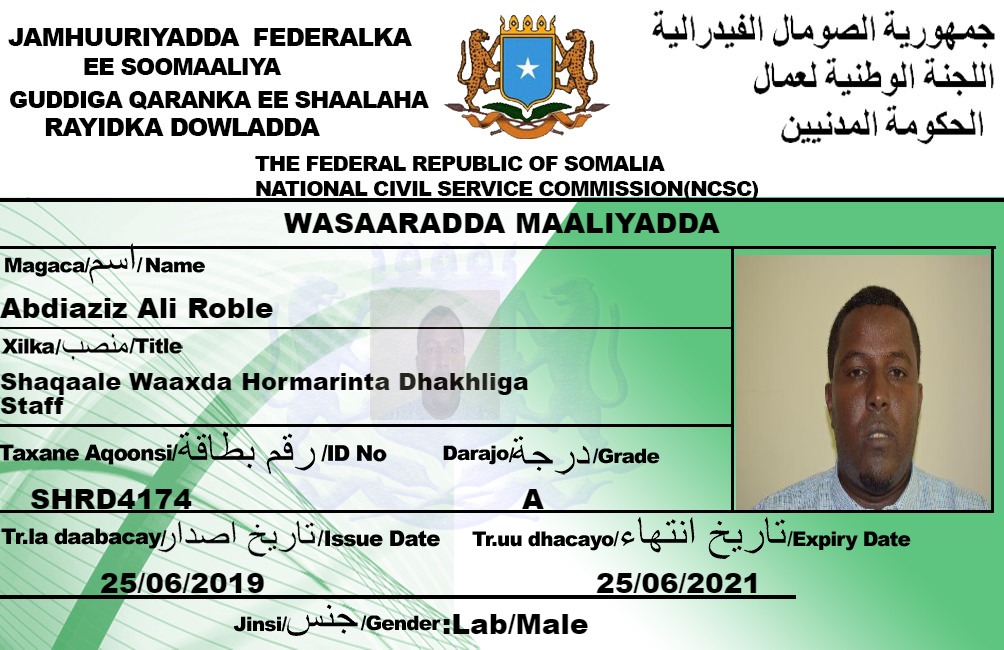 JAMHUURIYADDA FEDERALKA
EE SOOMAALIYA
GUDDIGA QARANKA EE SHAALAHA
RAYIDKA DOWLADDA
جمهورية الصومال الفيدرالية
اللجنة الوطنية لعمال
الحكومة المدنيين
THE FEDERAL REPUBLIC OF SOMALIA
NATIONAL CIVIL SERVICE COMMISSION(NCSC)
WASAARADDA MAALIYADDA
Magaca/اسم/Name
Abdiaziz Ali Roble
Xilka/منصب/Title
Shaqaale Waaxda Hormarinta Dhakhliga
Staff
Taxane Aqoonsi/رقم بطاقة/ID No
Darajo/درجة/Grade
SHRD4174
A
Tr.la daabacay/تاريخ اصدار/Issue Date
Tr.uu dhacayo/تاريخ انتهاء/Expiry Date
25/06/2019
25/06/2021
Jinsi/جنس/Gender:Lab/Male